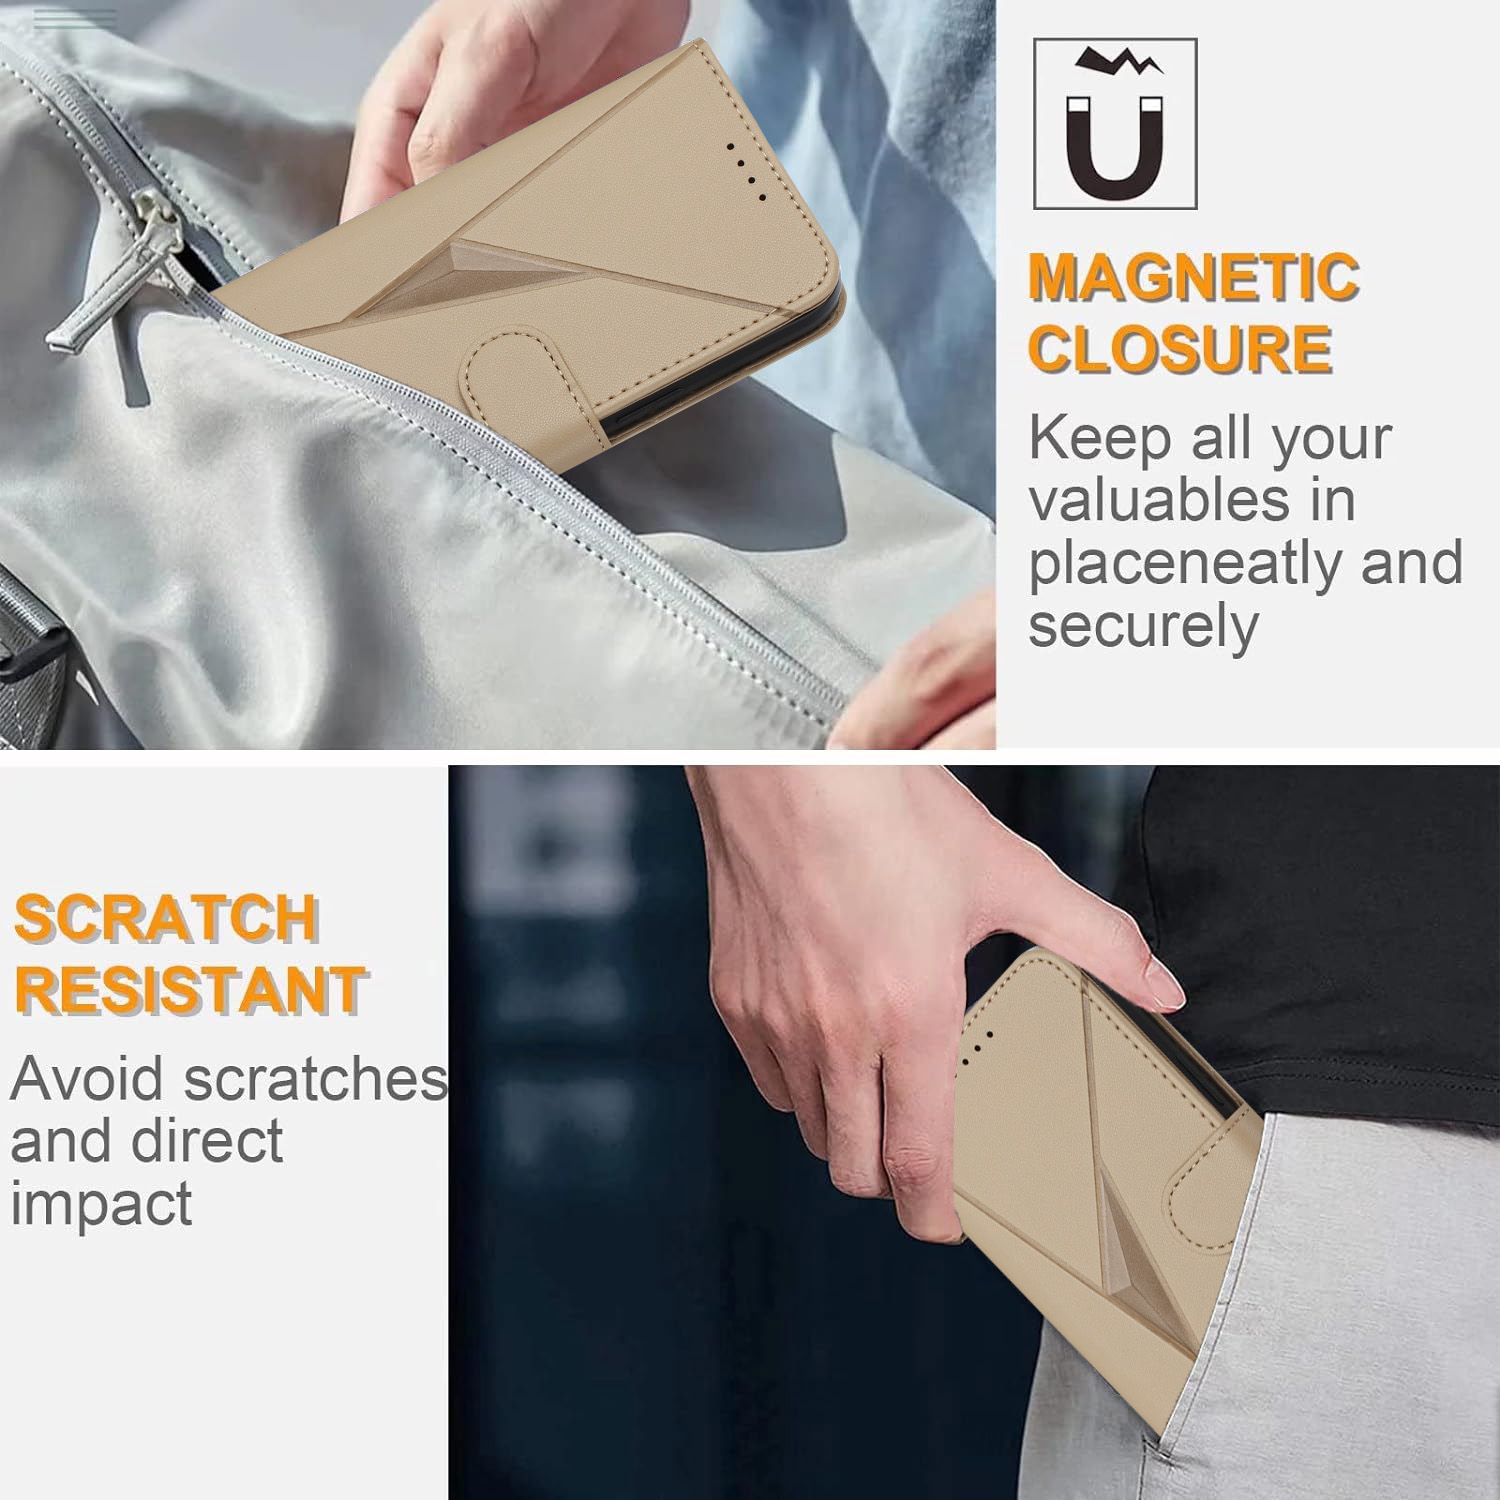 MAGNETIC
CLOSURE
Keep all your
valuables in
placeneatly and
securely
SCRATCH
RESISTANT
Avoid scratches
and direct
impact